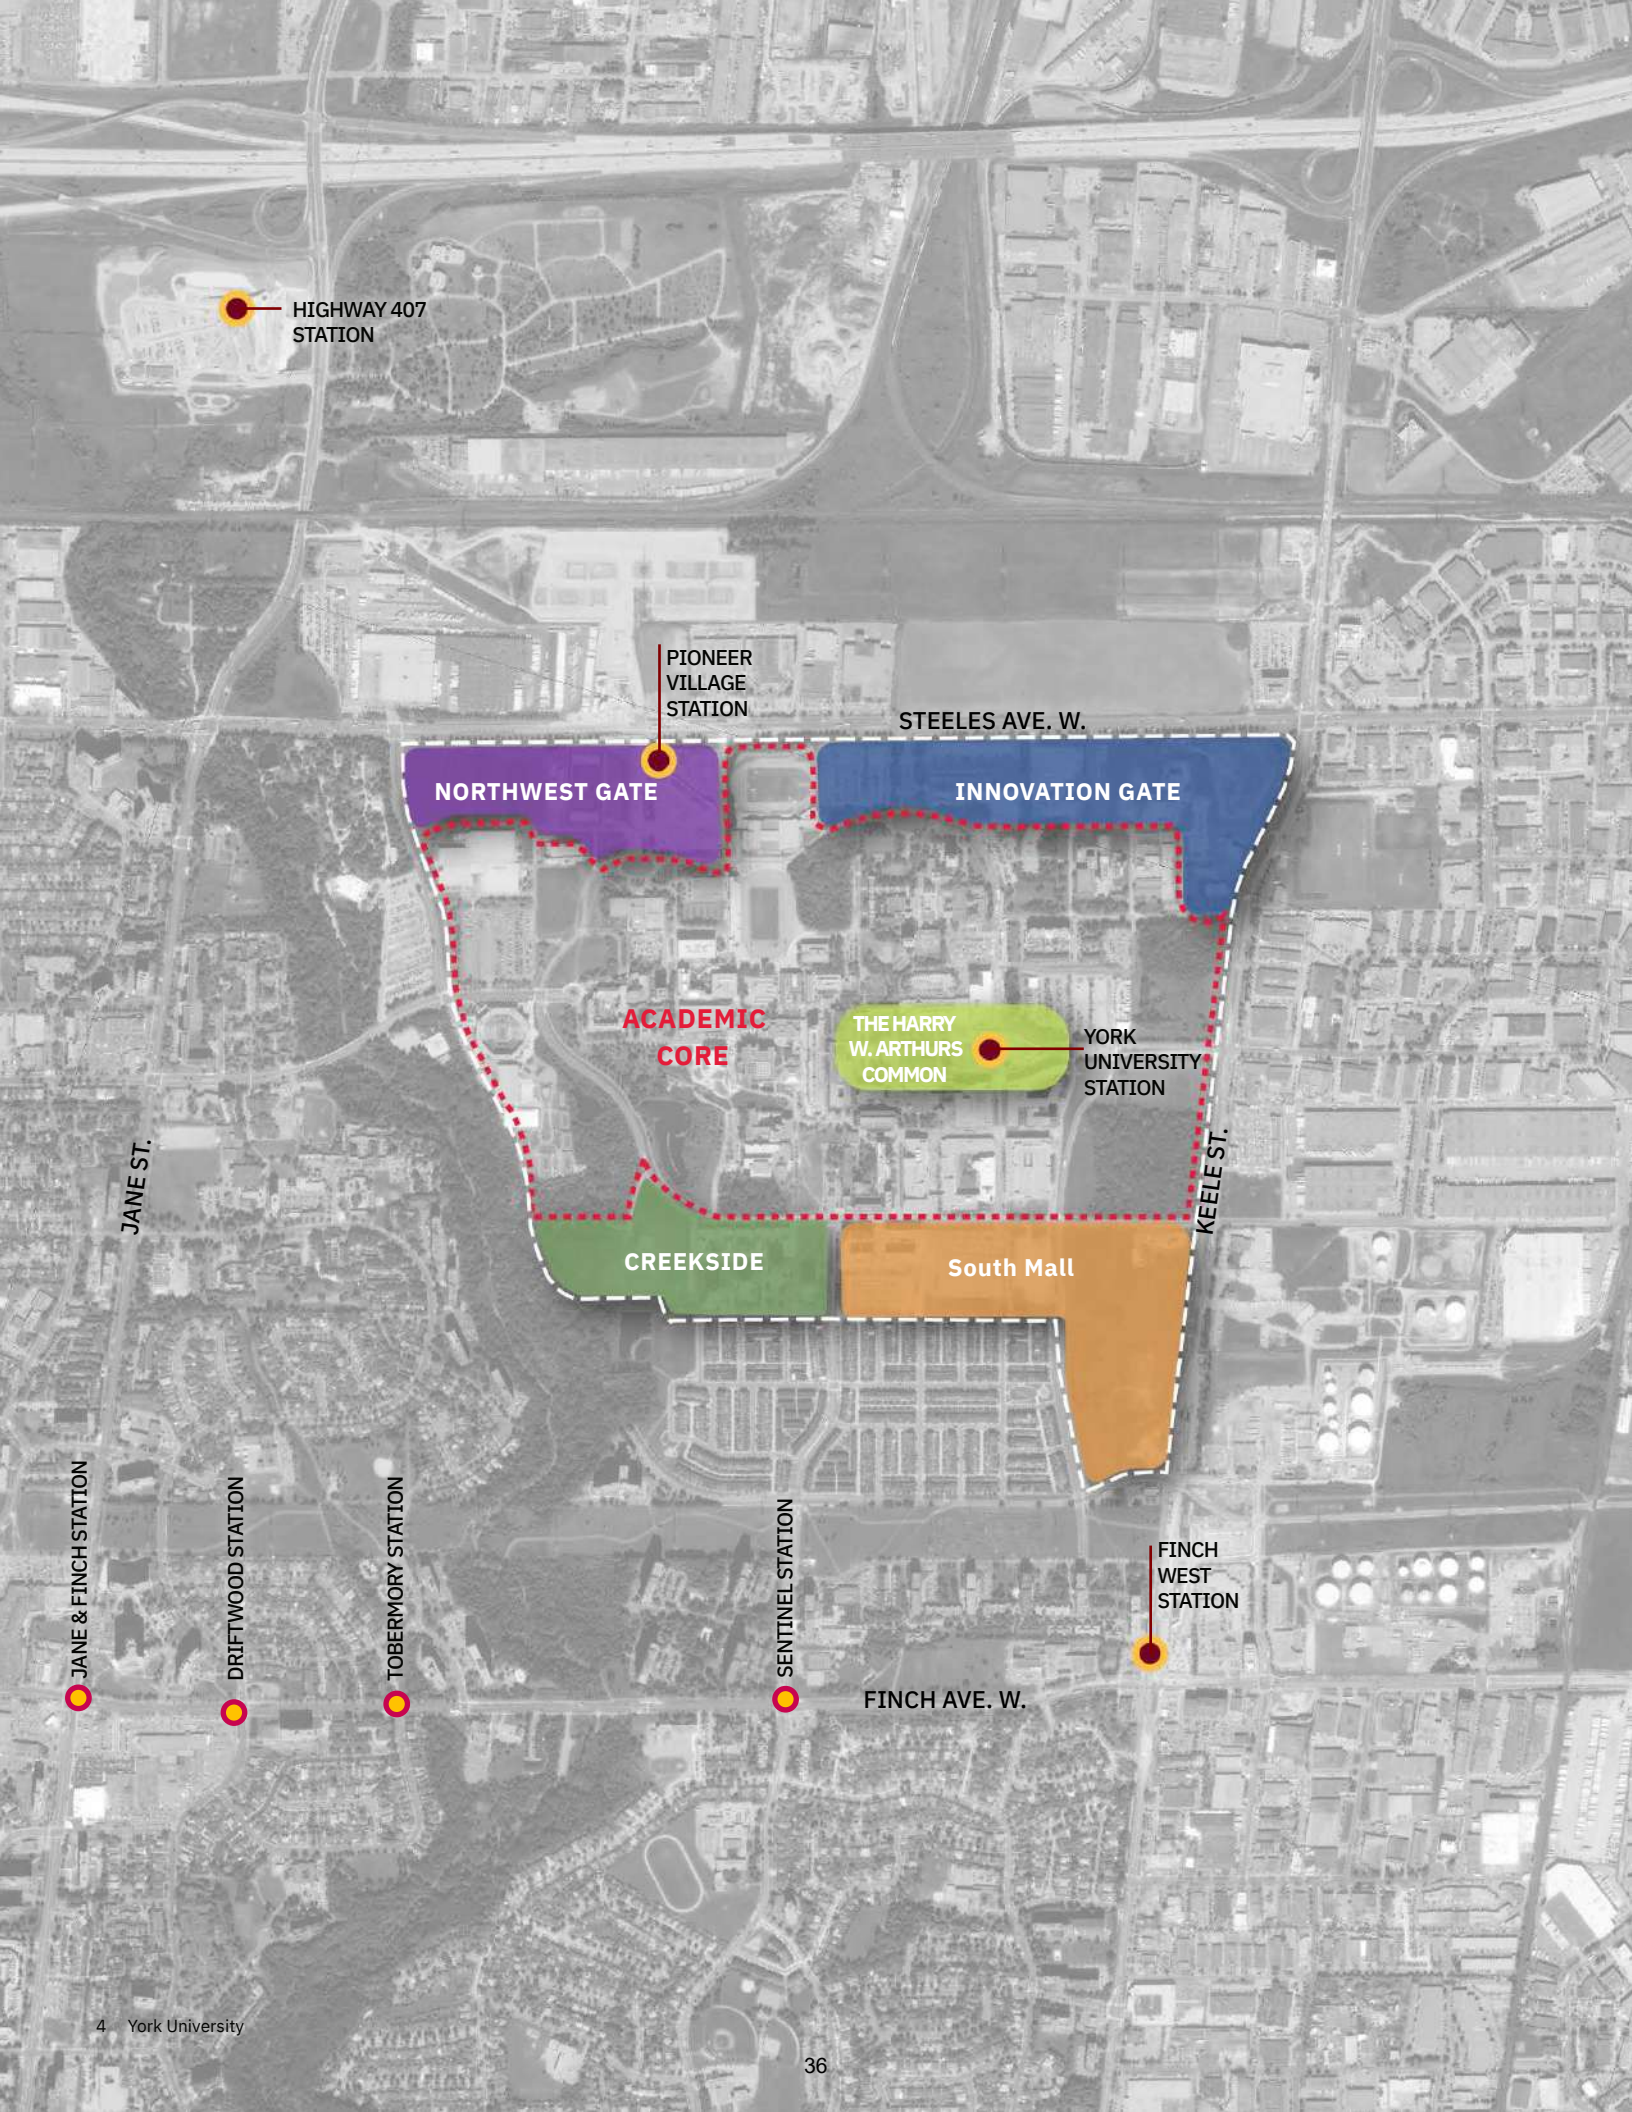 HIGHWAY 407
STATION
PIONEER
VILLAGE
STATION
STEELES AVE. W.
NORTHWEST GATE
INNOVATION GATE
ACADEMIC
CORE
THE HARRY
W. ARTHURS
COMMON
YORK
UNIVERSITY
STATION
JANE ST.
KEELE ST.
CREEKSIDE
South Mall
JANE & FINCH STATION
DRIFTWOOD STATION
TOBERMORY STATION
SENTINEL STATION
FINCH
WEST
STATION
FINCH AVE. W.
4 York University
36